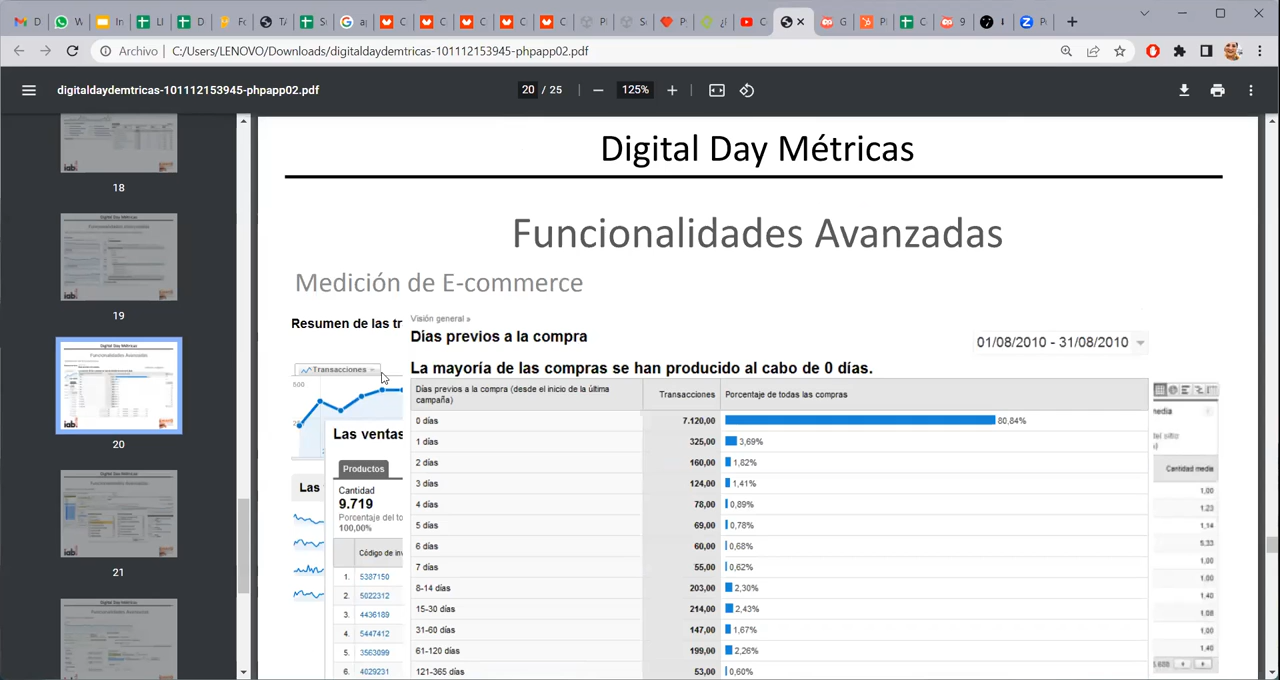 Archivo
C:/Users/LENOVO/Downloads/digitaldaydemtricas-101112153945-phpapp02.pdf
digitaldaydemtricas-101112153945-phpapp02.pdf
20 / 25
125%
18
19
20
21
Digital Day Métricas
Funcionalidades Avanzadas
Medición de E-commerce
Resumen de las tr
Transacciones
500
Las ventas
Productos
Cantidad
9.719
Porcentaje del to
100,00%
Las
Código de inv
1. 5387150
2. 5022312
3. 4436189
4. 5447412
5. 3563099
6. 4029231
Visión general »
Días previos a la compra
01/08/2010 - 31/08/2010
La mayoría de las compras se han producido al cabo de 0 días.
Días previos a la compra (desde el inicio de la última campaña) Transacciones Porcentaje de todas las compras
0 días 7.120,00 80,84%
1 días 325,00 3,69%
2 días 160,00 1,82%
3 días 124,00 1,41%
4 días 78,00 0,89%
5 días 69,00 0,78%
6 días 60,00 0,68%
7 días 55,00 0,62%
8-14 días 203,00 2,30%
15-30 días 214,00 2,43%
31-60 días 147,00 1,67%
61-120 días 199,00 2,26%
121-365 días 53,00 0,60%
media
del sitio
Cantidad media
1,00
1,23
1,14
5,33
1,00
1,00
1,40
1,08
1,00
1,40